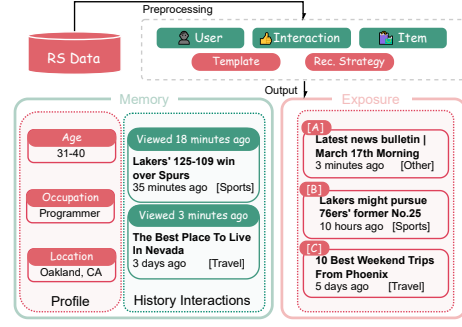 Preprocessing
RS Data
User
Interaction
Item
Template
Rec. Strategy
Output
Memory
Age
31-40
Occupation
Programmer
Location
Oakland, CA
Profile
Viewed 18 minutes ago
Lakers' 125-109 win
over Spurs
35 minutes ago [Sports]
Viewed 3 minutes ago
The Best Place To Live
In Nevada
3 days ago [Travel]
History Interactions
Exposure
[A]
Latest news bulletin |
March 17th Morning
3 minutes ago [Other]
[B]
Lakers might pursue
76ers' former No.25
10 hours ago [Sports]
[C]
10 Best Weekend Trips
From Phoenix
5 days ago [Travel]